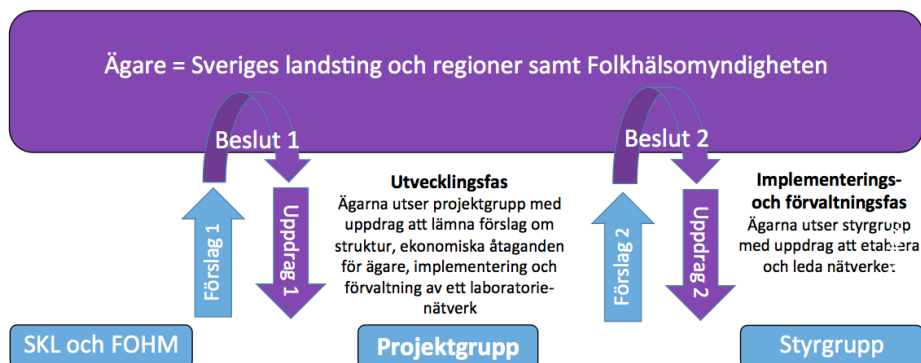 Ägare = Sveriges landsting och regioner samt Folkhälsomyndigheten
Beslut 1
Beslut 2
Förslag 1
Uppdrag 1
Utvecklingsfas
Ägarna utser projektgrupp med
uppdrag att lämna förslag om
struktur, ekonomiska åtaganden
för ägare, implementering och
förvaltning av ett laboratorie-
nätverk
Förslag 2
Uppdrag 2
Implementerings-
och förvaltningsfas
Ägarna utser styrgrupp
med uppdrag att etablera
och leda nätverket.
SKL och FOHM
Projektgrupp
Styrgrupp